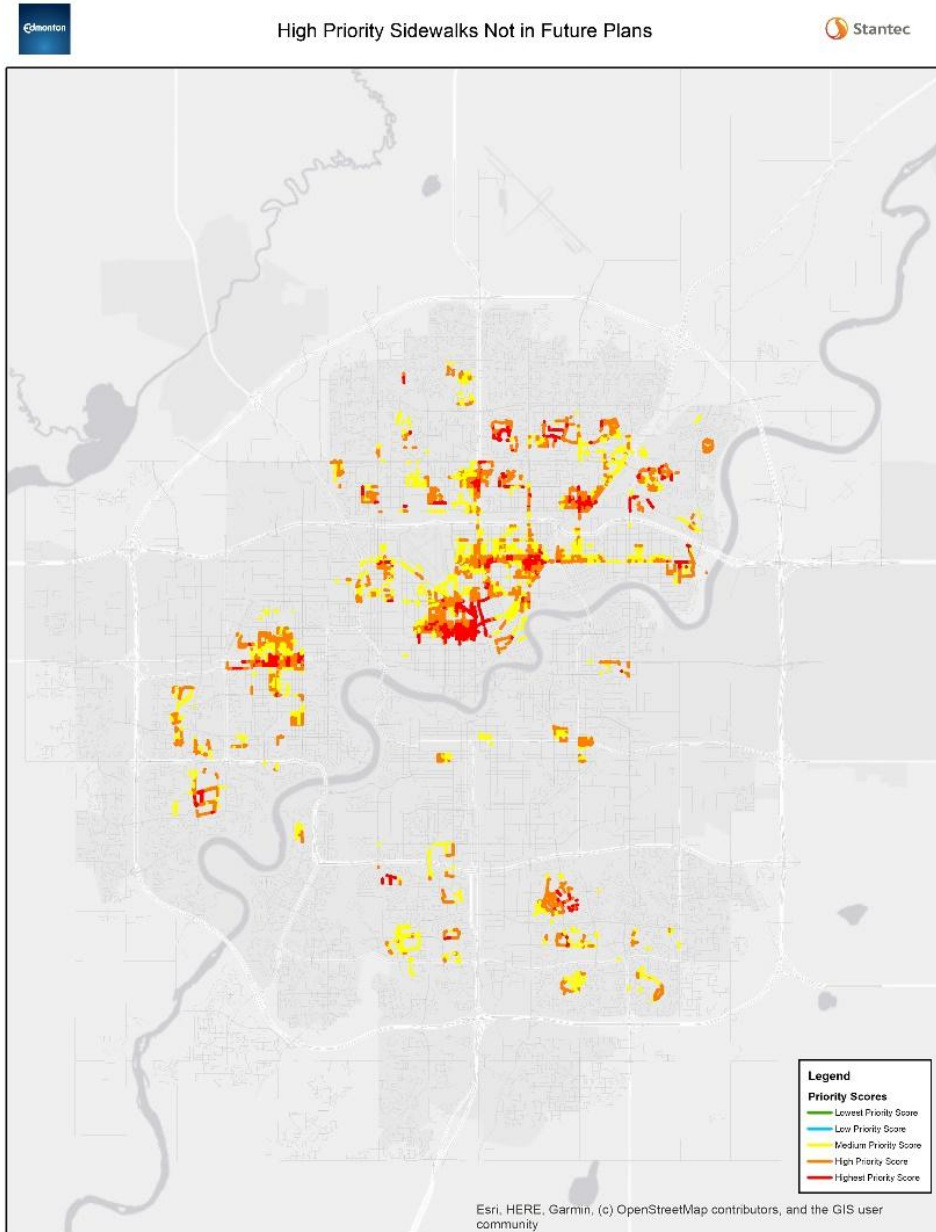 Edmonton
High Priority Sidewalks Not in Future Plans
Stantec
Legend
Priority Scores
Lowest Priority Score
Low Priority Score
Medium Priority Score
High Priority Score
Highest Priority Score
Esri, HERE, Garmin, (c) OpenStreetMap contributors, and the GIS user
community